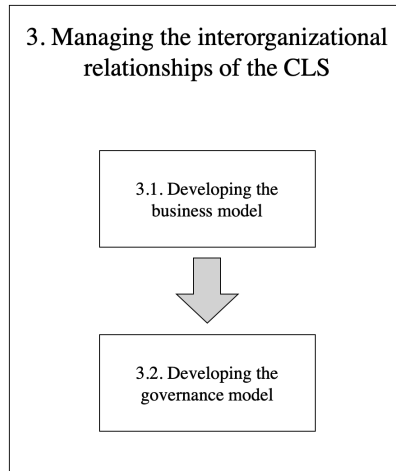 3. Managing the interorganizational
relationships of the CLS
3.1. Developing the
business model
3.2. Developing the
governance model